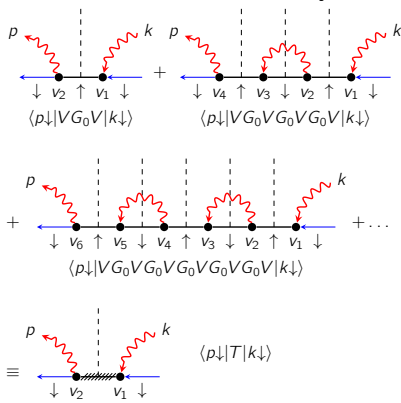 p k p k
+
v₂ v₁ v₄ v₃ v₂ v₁
↓ ↑ ↓ ↓ ↑ ↓ ↑ ↓
⟨p↓|VG₀V|k↓⟩ ⟨p↓|VG₀VG₀VG₀V|k↓⟩
p k
+ v₆ v₅ v₄ v₃ v₂ v₁ + ...
↓ ↑ ↓ ↑ ↓ ↑ ↓
⟨p↓|VG₀VG₀VG₀VG₀VG₀V|k↓⟩
p k
⟨p↓|T|k↓⟩
≡
v₂ v₁
↓ ↓